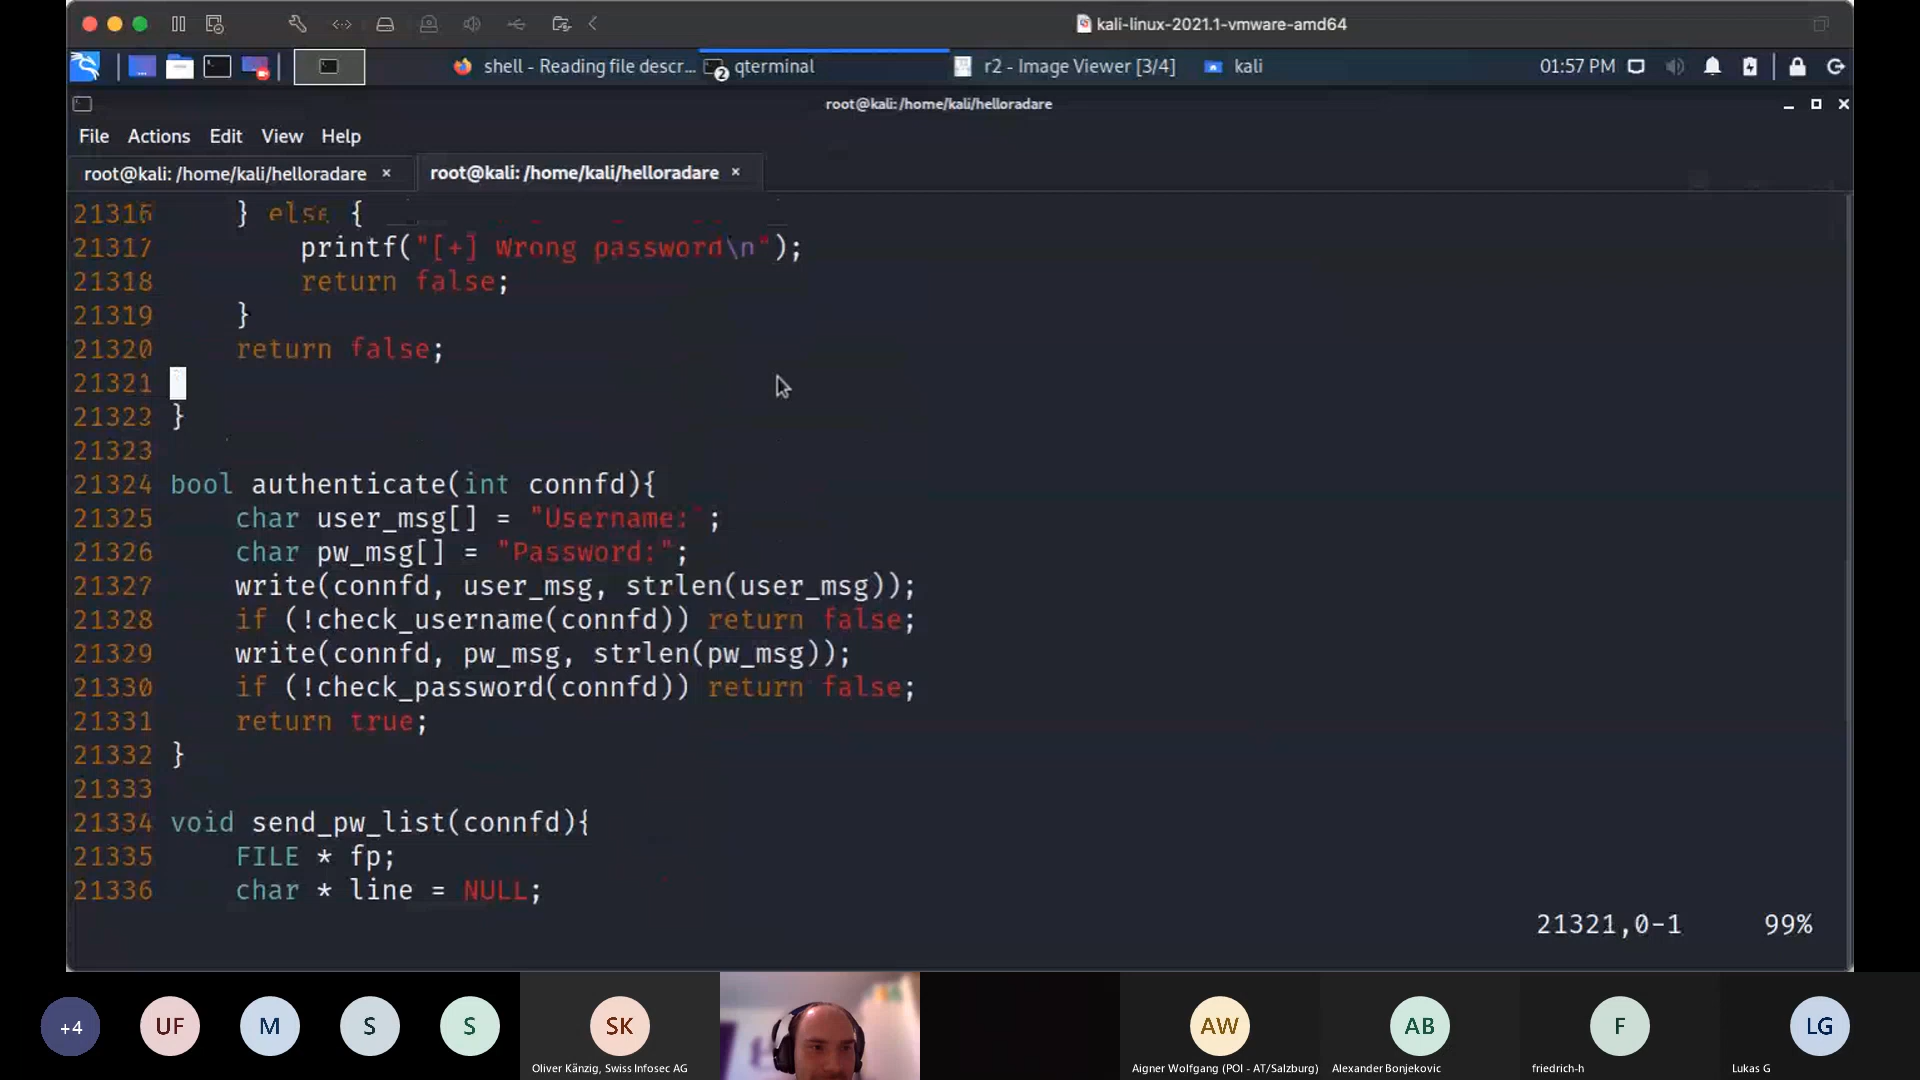 kali-linux-2021.1-vmware-amd64
shell - Reading file descr... 2 qterminal r2 - Image Viewer [3/4] kali 01:57 PM
root@kali: /home/kali/helloradare
File Actions Edit View Help
root@kali: /home/kali/helloradare × root@kali: /home/kali/helloradare ×
21316 } else {
21317 printf("[+] Wrong password\n");
21318 return false;
21319 }
21320 return false;
21321
21323 }
21323
21324 bool authenticate(int connfd){
21325 char user_msg[] = "Username:";
21326 char pw_msg[] = "Password:";
21327 write(connfd, user_msg, strlen(user_msg));
21328 if (!check_username(connfd)) return false;
21329 write(connfd, pw_msg, strlen(pw_msg));
21330 if (!check_password(connfd)) return false;
21331 return true;
21332 }
21333
21334 void send_pw_list(connfd){
21335 FILE * fp;
21336 char * line = NULL;
21321,0-1 99%
+4 UF M S S SK AW AB F LG
Oliver Känzig, Swiss Infosec AG Aigner Wolfgang (POI - AT/Salzburg) Alexander Bonjekovic friedrich-h Lukas G